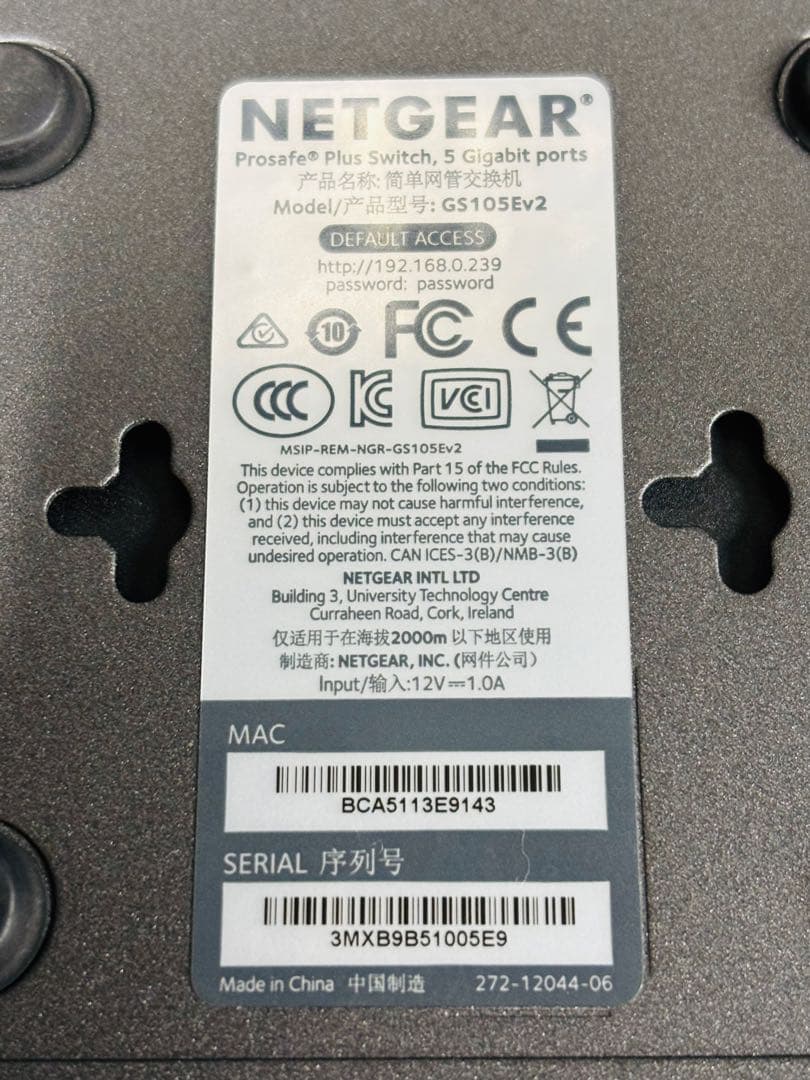 NETGEAR®
Prosafe® Plus Switch, 5 Gigabit ports
产品名称: 简单网管交换机
Model/产品型号: GS105Ev2
DEFAULT ACCESS
http://192.168.0.239
password: password
10 FC CE
CCC KC VCI
MSIP-REM-NGR-GS105Ev2
This device complies with Part 15 of the FCC Rules.
Operation is subject to the following two conditions:
(1) this device may not cause harmful interference,
and (2) this device must accept any interference
received, including interference that may cause
undesired operation. CAN ICES-3(B)/NMB-3(B)
NETGEAR INTL LTD
Building 3, University Technology Centre
Curraheen Road, Cork, Ireland
仅适用于在海拔2000m 以下地区使用
制造商: NETGEAR, INC. (网件公司)
Input/输入:12V⎓1.0A
MAC
BCA5113E9143
SERIAL 序列号
3MXB9B51005E9
Made in China 中国制造 272-12044-06